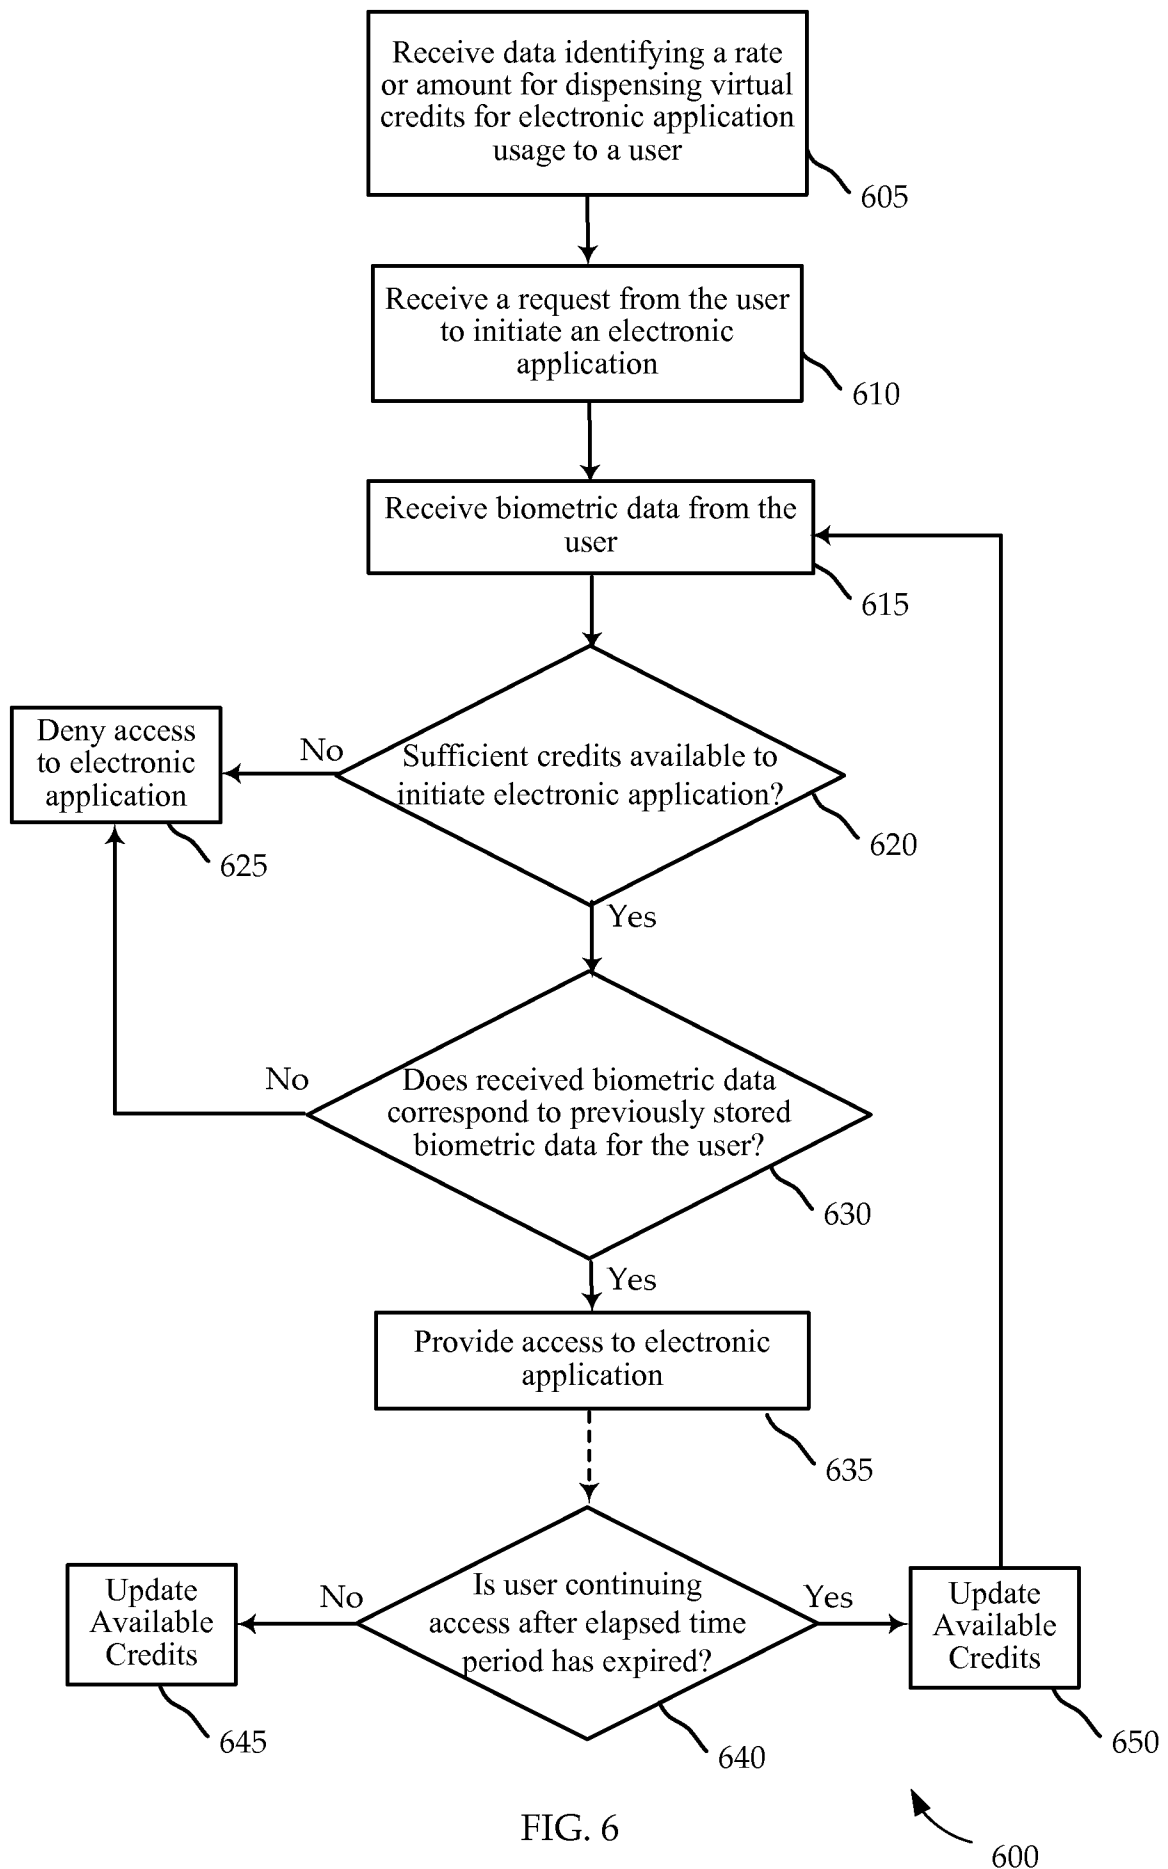 Receive data identifying a rate
or amount for dispensing virtual
credits for electronic application
usage to a user
605
Receive a request from the user
to initiate an electronic
application
610
Receive biometric data from the
user
615
Sufficient credits available to
initiate electronic application?
620
No
Deny access
to electronic
application
625
Yes
Does received biometric data
correspond to previously stored
biometric data for the user?
630
No
Yes
Provide access to electronic
application
635
Is user continuing
access after elapsed time
period has expired?
640
No
Update
Available
Credits
645
Yes
Update
Available
Credits
650
FIG. 6
600